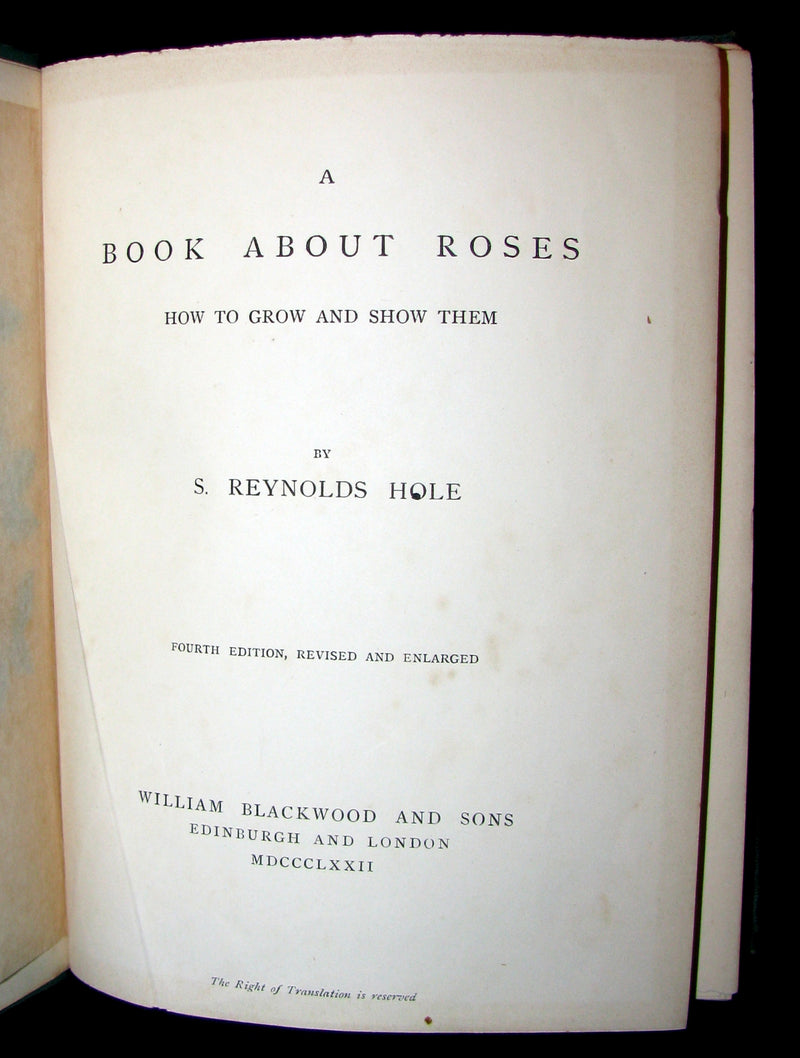 A
BOOK ABOUT ROSES
HOW TO GROW AND SHOW THEM
BY
S. REYNOLDS HOLE
FOURTH EDITION, REVISED AND ENLARGED
WILLIAM BLACKWOOD AND SONS
EDINBURGH AND LONDON
MDCCCLXXII
The Right of Translation is reserved